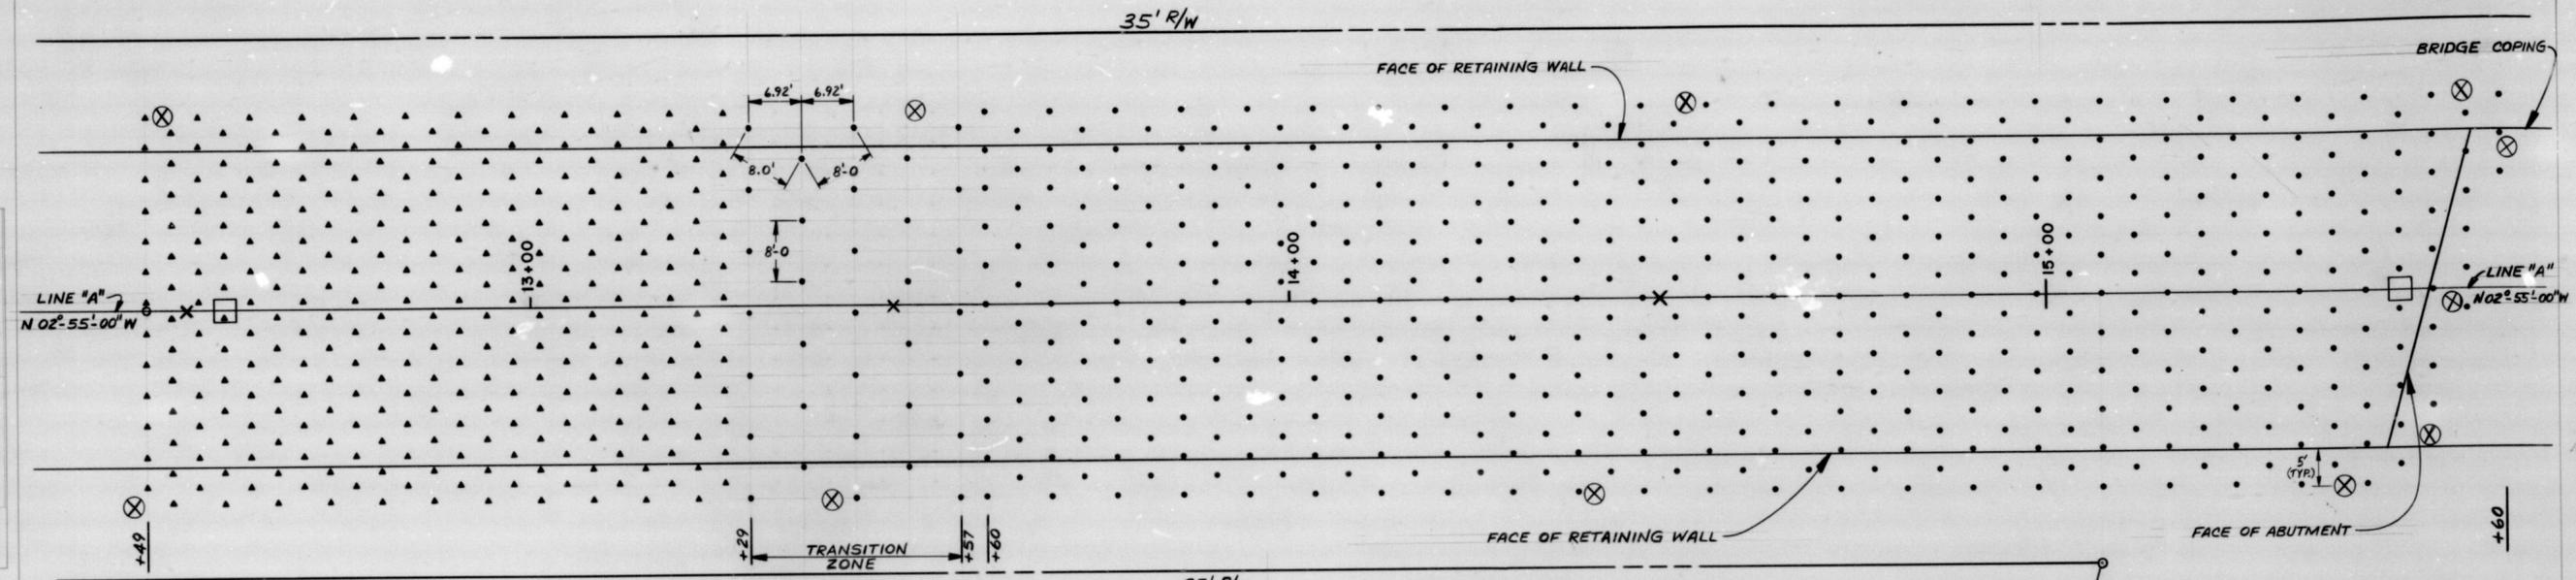 35' R/W
BRIDGE COPING
FACE OF RETAINING WALL
6.92' 6.92'
8.0' 8'-0
8'-0
13+00
14+00
15+00
LINE "A"
N 02°-55'-00" W
LINE "A"
N 02°-55'-00" W
5'
(TYP.)
FACE OF RETAINING WALL
FACE OF ABUTMENT
+49
+29
TRANSITION
ZONE
+57
+60
+60